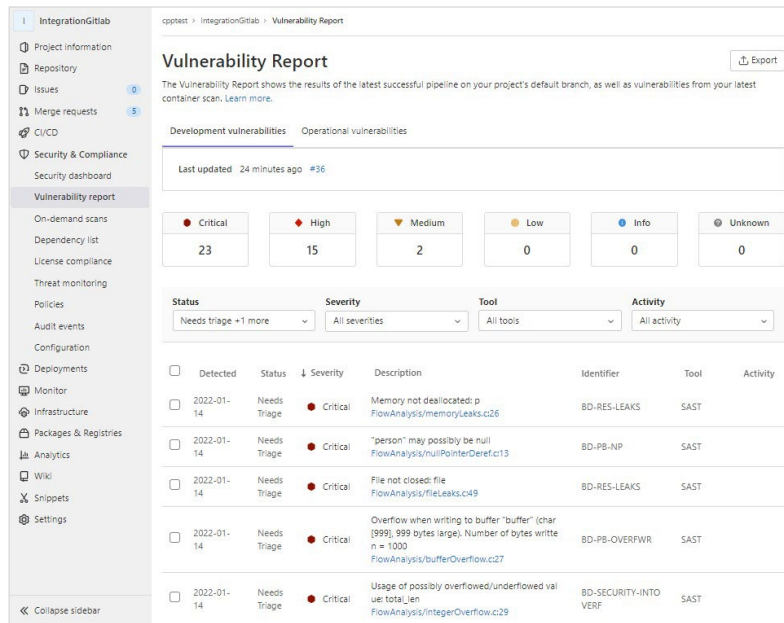 I IntegrationGitlab
Project information
Repository
Issues 0
Merge requests 5
CI/CD
Security & Compliance
Security dashboard
Vulnerability report
On-demand scans
Dependency list
License compliance
Threat monitoring
Policies
Audit events
Configuration
Deployments
Monitor
Infrastructure
Packages & Registries
Analytics
Wiki
Snippets
Settings
Collapse sidebar
cpptest > IntegrationGitlab > Vulnerability Report
Vulnerability Report
Export
The Vulnerability Report shows the results of the latest successful pipeline on your project's default branch, as well as vulnerabilities from your latest
container scan. Learn more.
Development vulnerabilities Operational vulnerabilities
Last updated 24 minutes ago #36
Critical High Medium Low Info Unknown
23 15 2 0 0 0
Status Severity Tool Activity
Needs triage +1 more All severities All tools All activity
Detected Status ↓ Severity Description Identifier Tool Activity
2022-01-14 Needs Triage Critical Memory not deallocated: p
FlowAnalysis/memoryLeaks.c:26 BD-RES-LEAKS SAST
2022-01-14 Needs Triage Critical "person" may possibly be null
FlowAnalysis/nullPointerDeref.c:13 BD-PB-NP SAST
2022-01-14 Needs Triage Critical File not closed: file
FlowAnalysis/fileLeaks.c:49 BD-RES-LEAKS SAST
2022-01-14 Needs Triage Critical Overflow when writing to buffer "buffer" (char
[999], 999 bytes large). Number of bytes writte
n = 1000
FlowAnalysis/bufferOverflow.c:27 BD-PB-OVERFWR SAST
2022-01-14 Needs Triage Critical Usage of possibly overflowed/underflowed val
ue: total_len
FlowAnalysis/integerOverflow.c:29 BD-SECURITY-INTOVERF SAST